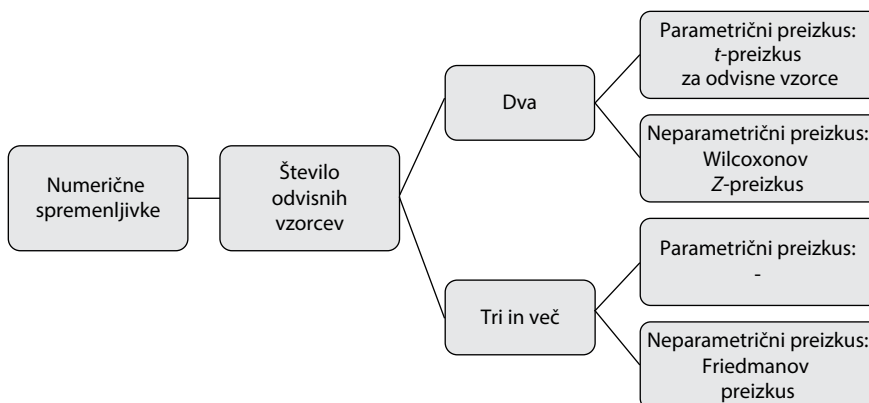 Numerične
spremenljivke
Število
odvisnih
vzorcev
Dva
Parametrični preizkus:
t-preizkus
za odvisne vzorce
Neparametrični preizkus:
Wilcoxonov
Z-preizkus
Tri in več
Parametrični preizkus:
-
Neparametrični preizkus:
Friedmanov
preizkus